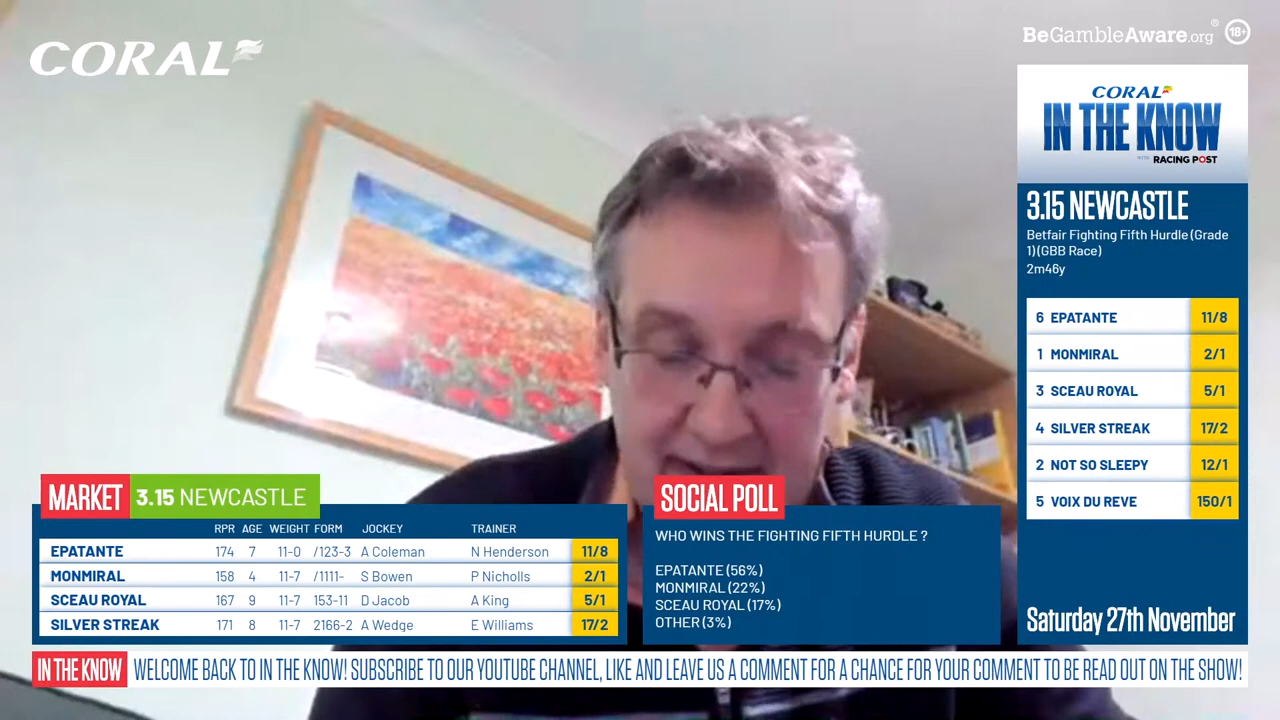 CORAL
BeGambleAware.org® 18+
CORAL
IN THE KNOW
WITH RACING POST
3.15 NEWCASTLE
Betfair Fighting Fifth Hurdle (Grade
1) (GBB Race)
2m46y
6 EPATANTE 11/8
1 MONMIRAL 2/1
3 SCEAU ROYAL 5/1
4 SILVER STREAK 17/2
2 NOT SO SLEEPY 12/1
5 VOIX DU REVE 150/1
Saturday 27th November
MARKET 3.15 NEWCASTLE
RPR AGE WEIGHT FORM JOCKEY TRAINER
EPATANTE 174 7 11-0 /123-3 A Coleman N Henderson 11/8
MONMIRAL 158 4 11-7 /1111- S Bowen P Nicholls 2/1
SCEAU ROYAL 167 9 11-7 153-11 D Jacob A King 5/1
SILVER STREAK 171 8 11-7 2166-2 A Wedge E Williams 17/2
SOCIAL POLL
WHO WINS THE FIGHTING FIFTH HURDLE ?
EPATANTE (56%)
MONMIRAL (22%)
SCEAU ROYAL (17%)
OTHER (3%)
IN THE KNOW WELCOME BACK TO IN THE KNOW! SUBSCRIBE TO OUR YOUTUBE CHANNEL, LIKE AND LEAVE US A COMMENT FOR A CHANCE FOR YOUR COMMENT TO BE READ OUT ON THE SHOW!